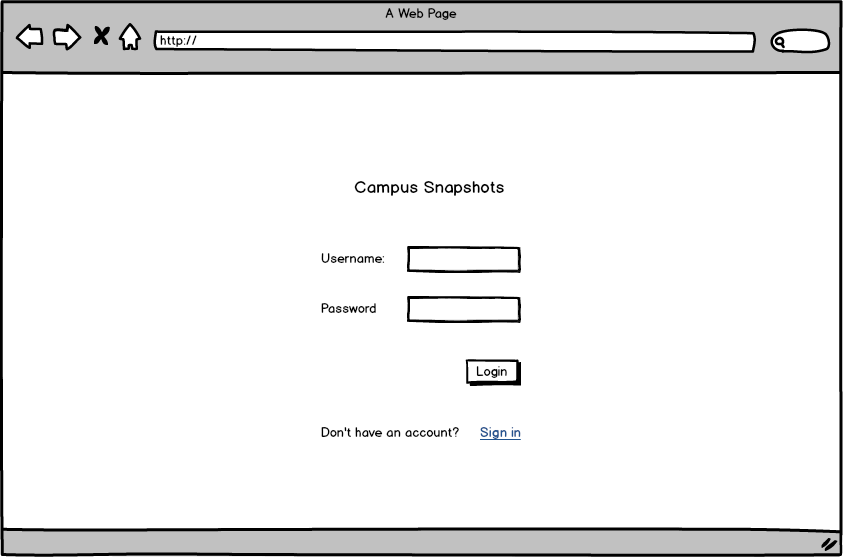 A Web Page
http://
Campus Snapshots
Username:
Password
Login
Don't have an account? Sign in